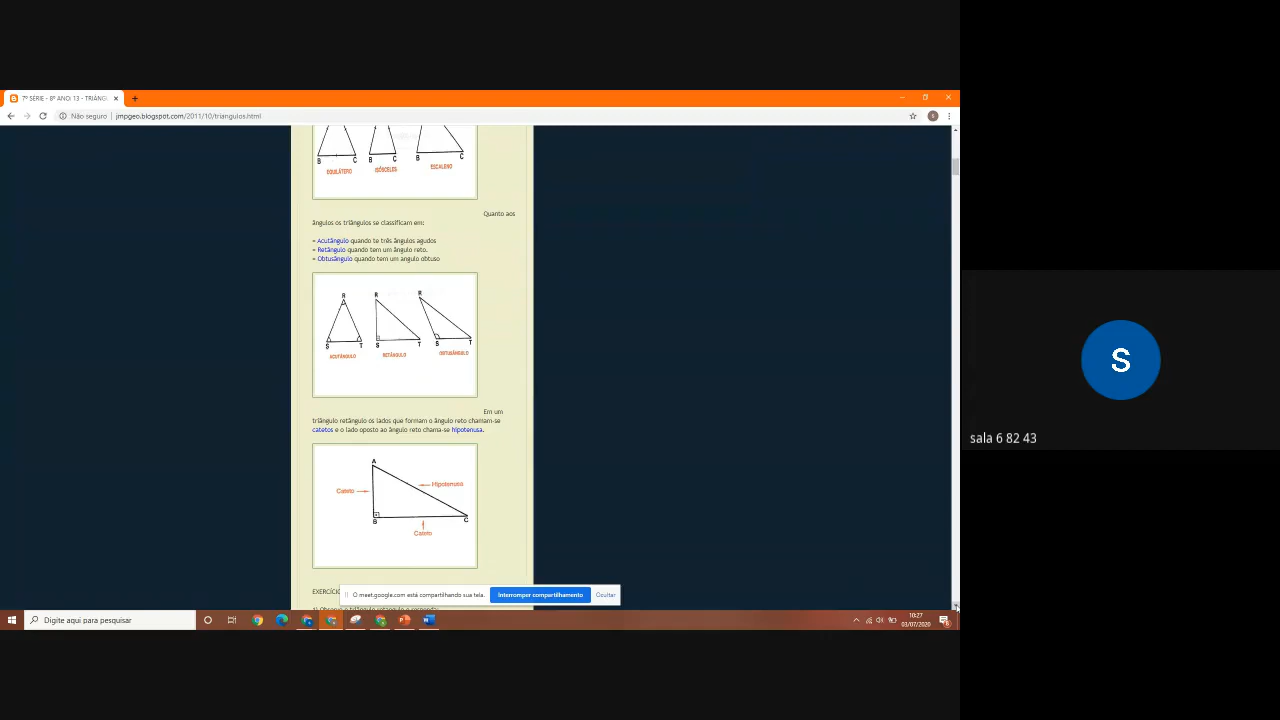 7ª SÉRIE - 8º ANO: 13 - TRIÂNG
Não seguro
jmpgeo.blogspot.com/2011/10/triangulos.html
B C B C B C
EQUILÁTERO ISÓSCELES ESCALENO
Quanto aos
ângulos os triângulos se classificam em:
= Acutângulo quando te três ângulos agudos
= Retângulo quando tem um ângulo reto.
= Obtusângulo quando tem um angulo obtuso
R R R
S T S T S T
ACUTÂNGULO RETÂNGULO OBTUSÂNGULO
Em um
triângulo retângulo os lados que formam o ângulo reto chamam-se
catetos e o lado oposto ao ângulo reto chama-se hipotenusa.
A
Hipotenusa
Cateto
B C
Cateto
O meet.google.com está compartilhando sua tela.
Interromper compartilhamento
Ocultar
Digite aqui para pesquisar
10:27
03/07/2020
S
sala 6 82 43